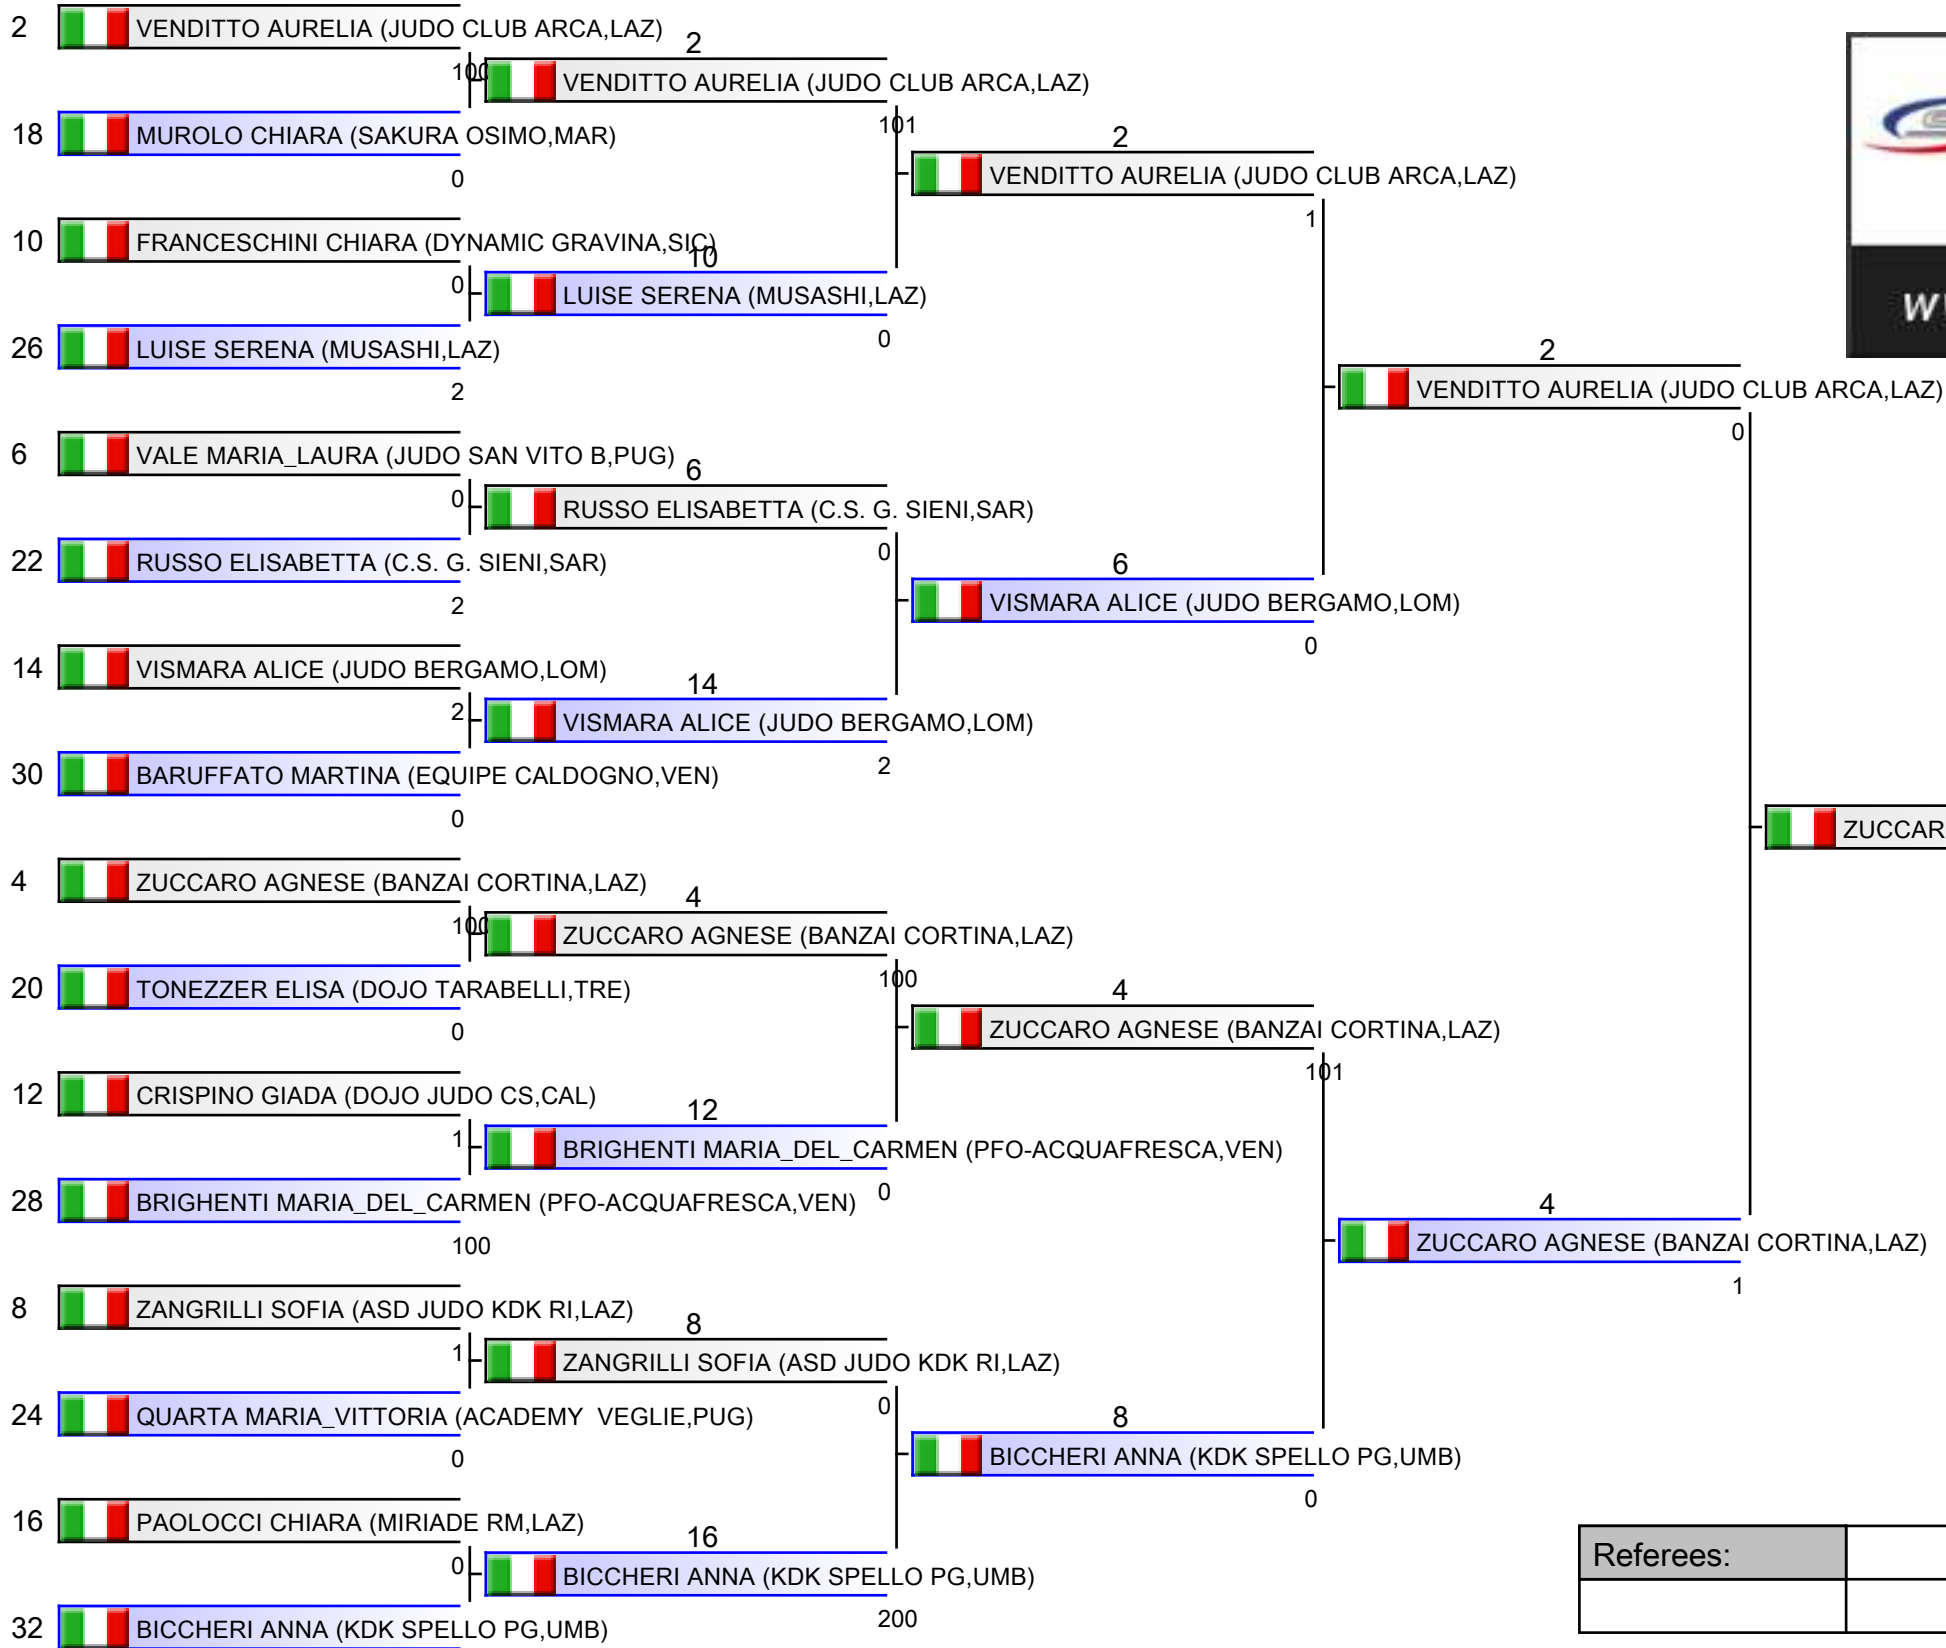 2 VENDITTO AURELIA (JUDO CLUB ARCA,LAZ)
2
100 VENDITTO AURELIA (JUDO CLUB ARCA,LAZ)
101
2
18 MUROLO CHIARA (SAKURA OSIMO,MAR)
VENDITTO AURELIA (JUDO CLUB ARCA,LAZ)
0
1
10 FRANCESCHINI CHIARA (DYNAMIC GRAVINA,SIC)
10
0 LUISE SERENA (MUSASHI,LAZ)
0
26 LUISE SERENA (MUSASHI,LAZ)
2
2
VENDITTO AURELIA (JUDO CLUB ARCA,LAZ)
0
6 VALE MARIA_LAURA (JUDO SAN VITO B,PUG)
6
0 RUSSO ELISABETTA (C.S. G. SIENI,SAR)
0
22 RUSSO ELISABETTA (C.S. G. SIENI,SAR)
6
2
VISMARA ALICE (JUDO BERGAMO,LOM)
0
14 VISMARA ALICE (JUDO BERGAMO,LOM)
14
2 VISMARA ALICE (JUDO BERGAMO,LOM)
2
30 BARUFFATO MARTINA (EQUIPE CALDOGNO,VEN)
0
ZUCCAR
4 ZUCCARO AGNESE (BANZAI CORTINA,LAZ)
4
100 ZUCCARO AGNESE (BANZAI CORTINA,LAZ)
100
20 TONEZZER ELISA (DOJO TARABELLI,TRE)
4
0
ZUCCARO AGNESE (BANZAI CORTINA,LAZ)
101
12 CRISPINO GIADA (DOJO JUDO CS,CAL)
12
1 BRIGHENTI MARIA_DEL_CARMEN (PFO-ACQUAFRESCA,VEN)
0
28 BRIGHENTI MARIA_DEL_CARMEN (PFO-ACQUAFRESCA,VEN)
100
4
ZUCCARO AGNESE (BANZAI CORTINA,LAZ)
1
8 ZANGRILLI SOFIA (ASD JUDO KDK RI,LAZ)
8
1 ZANGRILLI SOFIA (ASD JUDO KDK RI,LAZ)
0
24 QUARTA MARIA_VITTORIA (ACADEMY VEGLIE,PUG)
8
0
BICCHERI ANNA (KDK SPELLO PG,UMB)
0
16 PAOLOCCI CHIARA (MIRIADE RM,LAZ)
16
0 BICCHERI ANNA (KDK SPELLO PG,UMB)
200
32 BICCHERI ANNA (KDK SPELLO PG,UMB)
Referees: